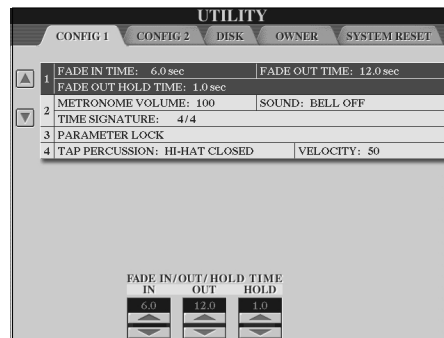 UTILITY
CONFIG 1 CONFIG 2 DISK OWNER SYSTEM RESET
1 FADE IN TIME: 6.0 sec FADE OUT TIME: 12.0 sec
FADE OUT HOLD TIME: 1.0 sec
2 METRONOME VOLUME: 100 SOUND: BELL OFF
TIME SIGNATURE: 4/4
3 PARAMETER LOCK
4 TAP PERCUSSION: HI-HAT CLOSED VELOCITY: 50
FADE IN/OUT/HOLD TIME
IN OUT HOLD
6.0 12.0 1.0